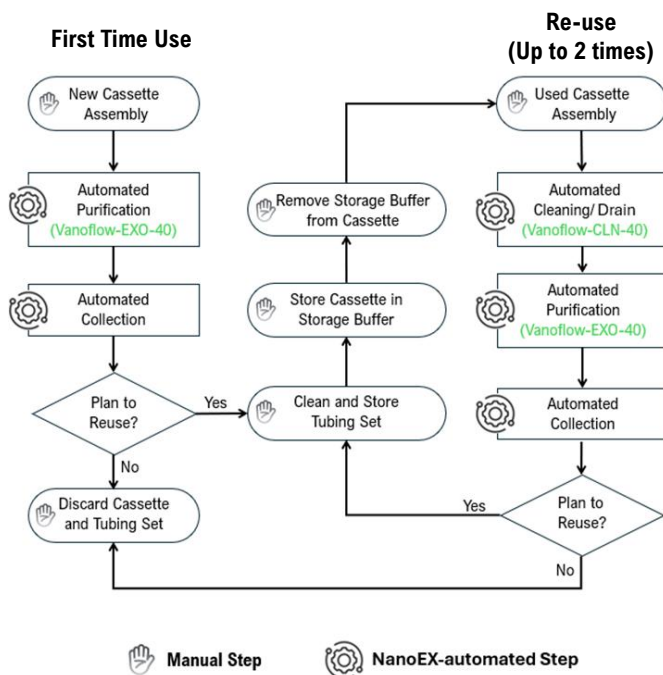 First Time Use
New Cassette
Assembly
Automated
Purification
(Vanoflow-EXO-40)
Automated
Collection
Plan to
Reuse?
Yes
No
Discard Cassette
and Tubing Set
Remove Storage Buffer
from Cassette
Store Cassette in
Storage Buffer
Clean and Store
Tubing Set
Re-use
(Up to 2 times)
Used Cassette
Assembly
Automated
Cleaning/ Drain
(Vanoflow-CLN-40)
Automated
Purification
(Vanoflow-EXO-40)
Automated
Collection
Plan to
Reuse?
Yes
No
Manual Step
NanoEX-automated Step